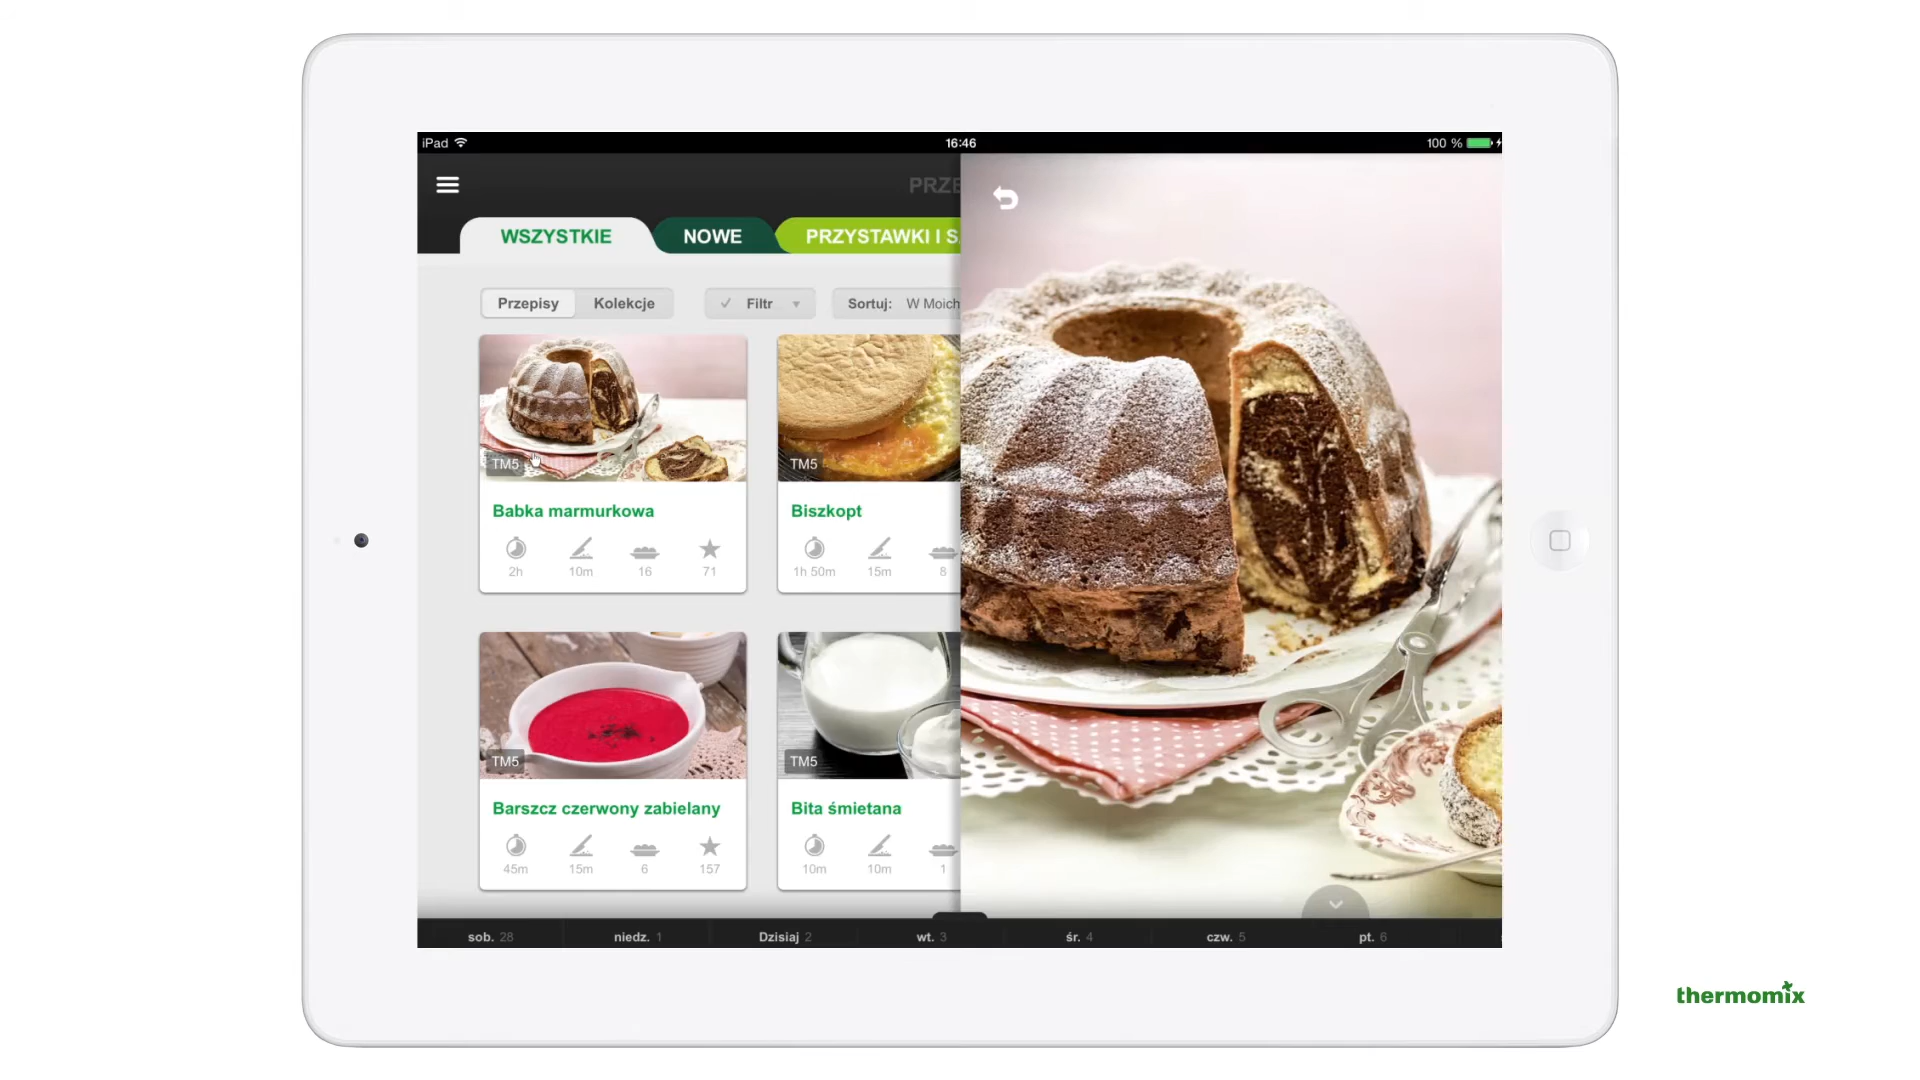 iPad 16:46 100 %
PRZE
WSZYSTKIE NOWE PRZYSTAWKI I S
Przepisy Kolekcje Filtr Sortuj: W Moich
TM5 TM5
Babka marmurkowa Biszkopt
2h 10m 16 71 1h 50m 15m 8
TM5 TM5
Barszcz czerwony zabielany Bita śmietana
45m 15m 6 157 10m 10m 1
sob. 28 niedz. 1 Dzisiaj 2 wt. 3 śr. 4 czw. 5 pt. 6
thermomix